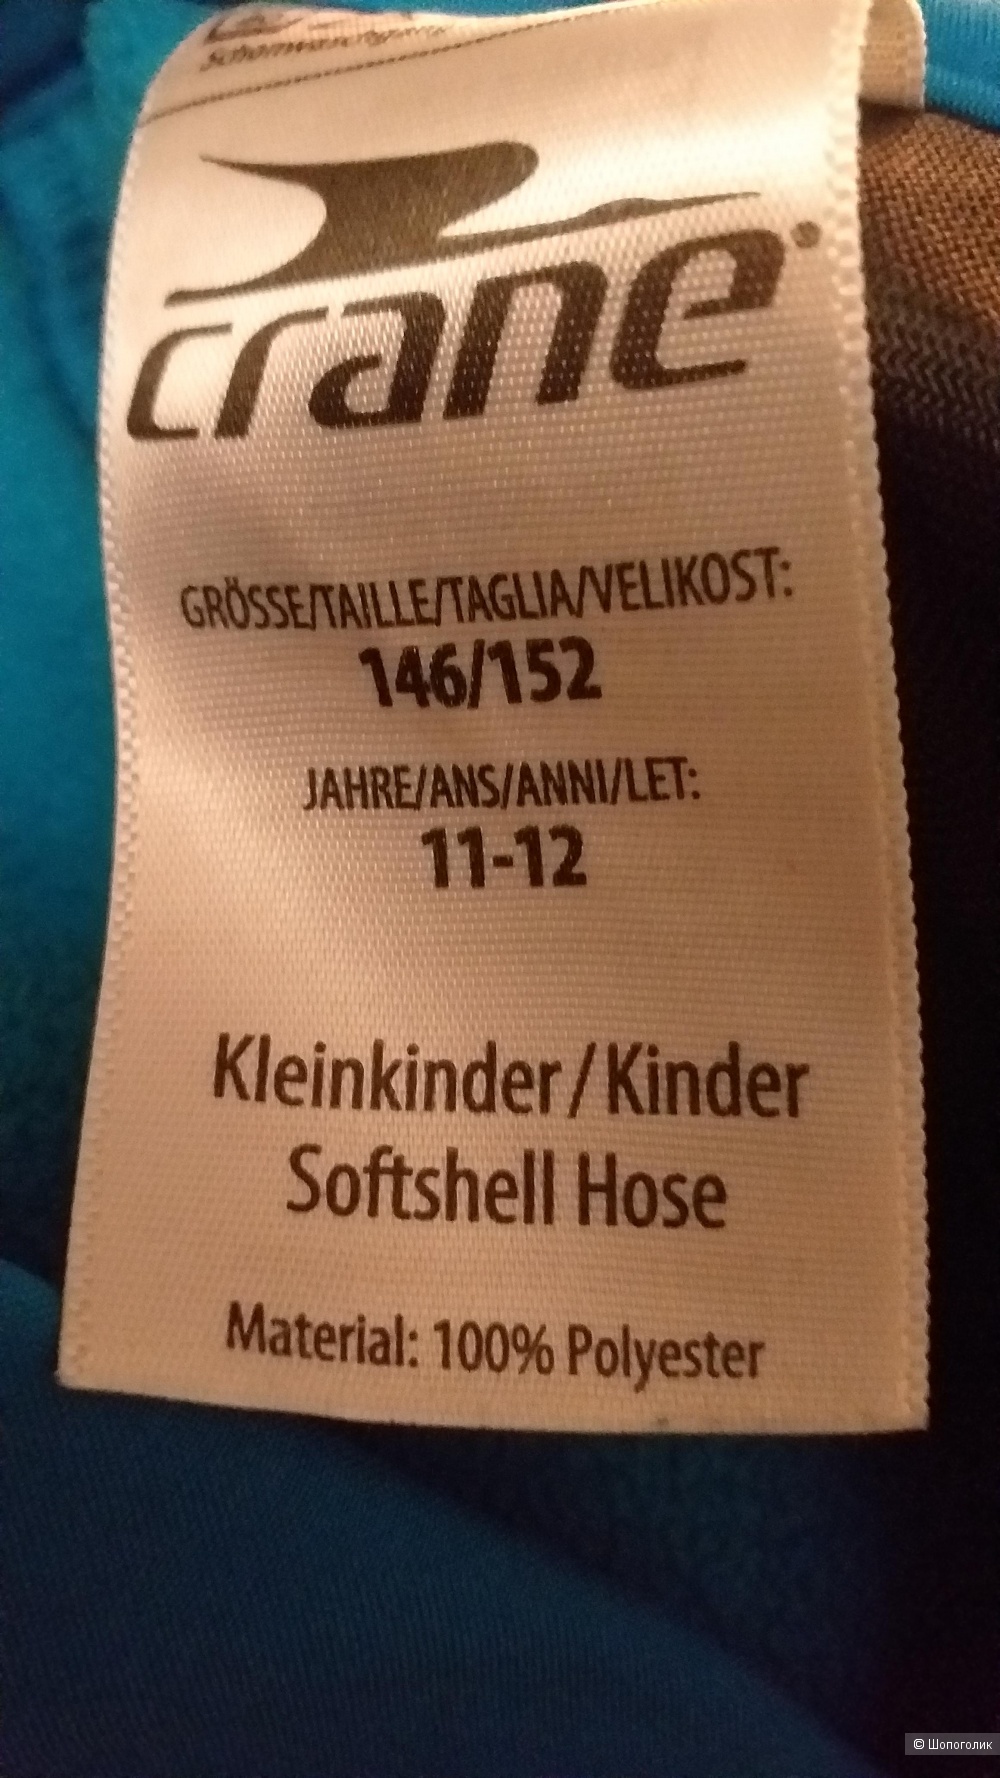 Schonwaschgang
crane®
GRÖSSE/TAILLE/TAGLIA/VELIKOST:
146/152
JAHRE/ANS/ANNI/LET:
11-12
Kleinkinder/Kinder
Softshell Hose
Material: 100% Polyester
© Шопоголик